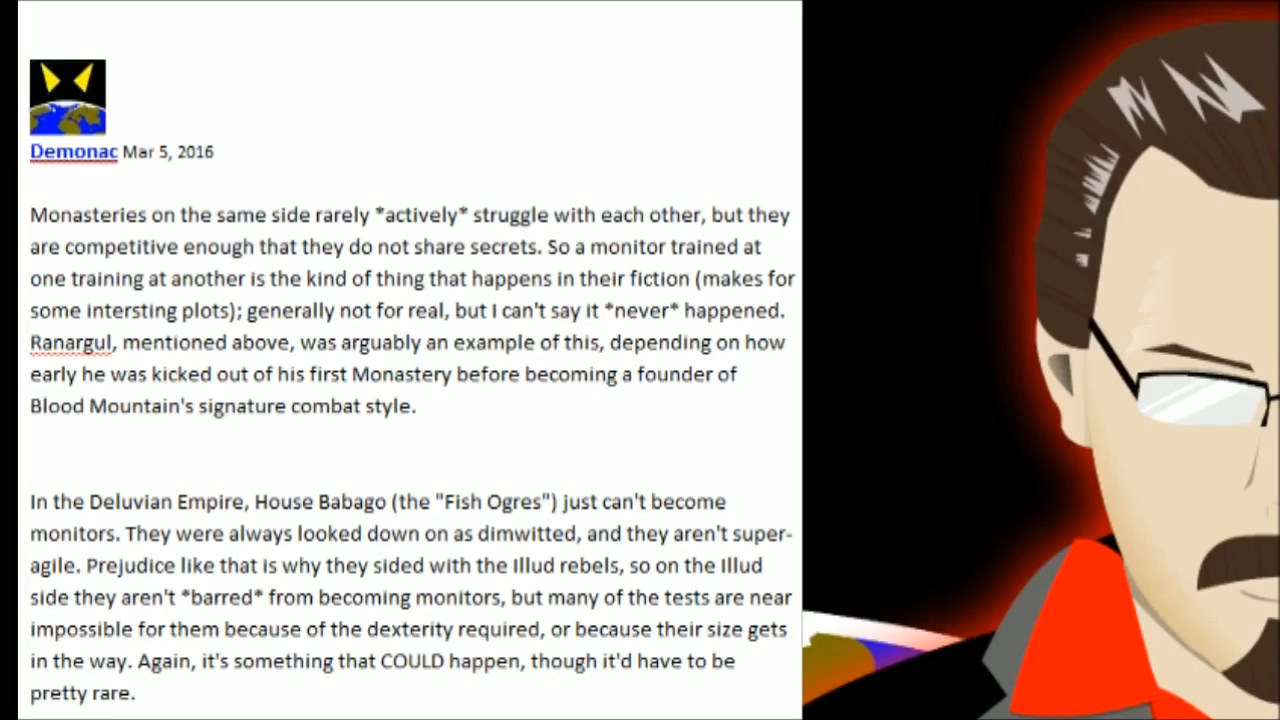 Demonac Mar 5, 2016
Monasteries on the same side rarely *actively* struggle with each other, but they
are competitive enough that they do not share secrets. So a monitor trained at
one training at another is the kind of thing that happens in their fiction (makes for
some intersting plots); generally not for real, but I can't say it *never* happened.
Ranargul, mentioned above, was arguably an example of this, depending on how
early he was kicked out of his first Monastery before becoming a founder of
Blood Mountain's signature combat style.
In the Deluvian Empire, House Babago (the "Fish Ogres") just can't become
monitors. They were always looked down on as dimwitted, and they aren't super-
agile. Prejudice like that is why they sided with the Illud rebels, so on the Illud
side they aren't *barred* from becoming monitors, but many of the tests are near
impossible for them because of the dexterity required, or because their size gets
in the way. Again, it's something that COULD happen, though it'd have to be
pretty rare.